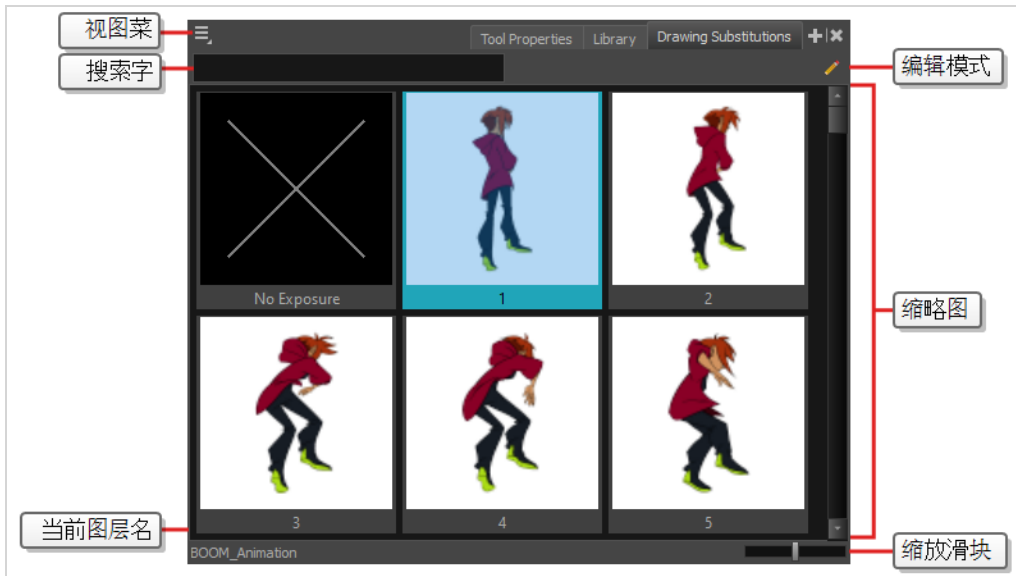 视图菜
Tool Properties
Library
Drawing Substitutions
搜索字
编辑模式
No Exposure
1
2
缩略图
3
4
5
当前图层名
BOOM_Animation
缩放滑块